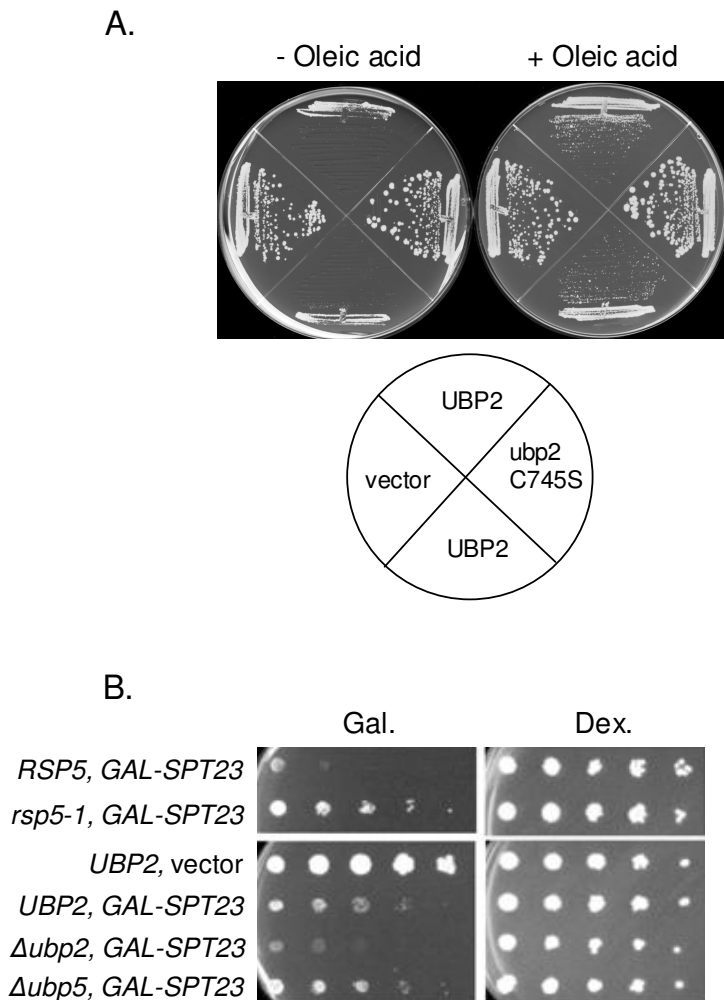 A.
- Oleic acid
+ Oleic acid
UBP2
vector
ubp2
C745S
UBP2
B.
Gal.
Dex.
RSP5, GAL-SPT23
rsp5-1, GAL-SPT23
UBP2, vector
UBP2, GAL-SPT23
Δubp2, GAL-SPT23
Δubp5, GAL-SPT23